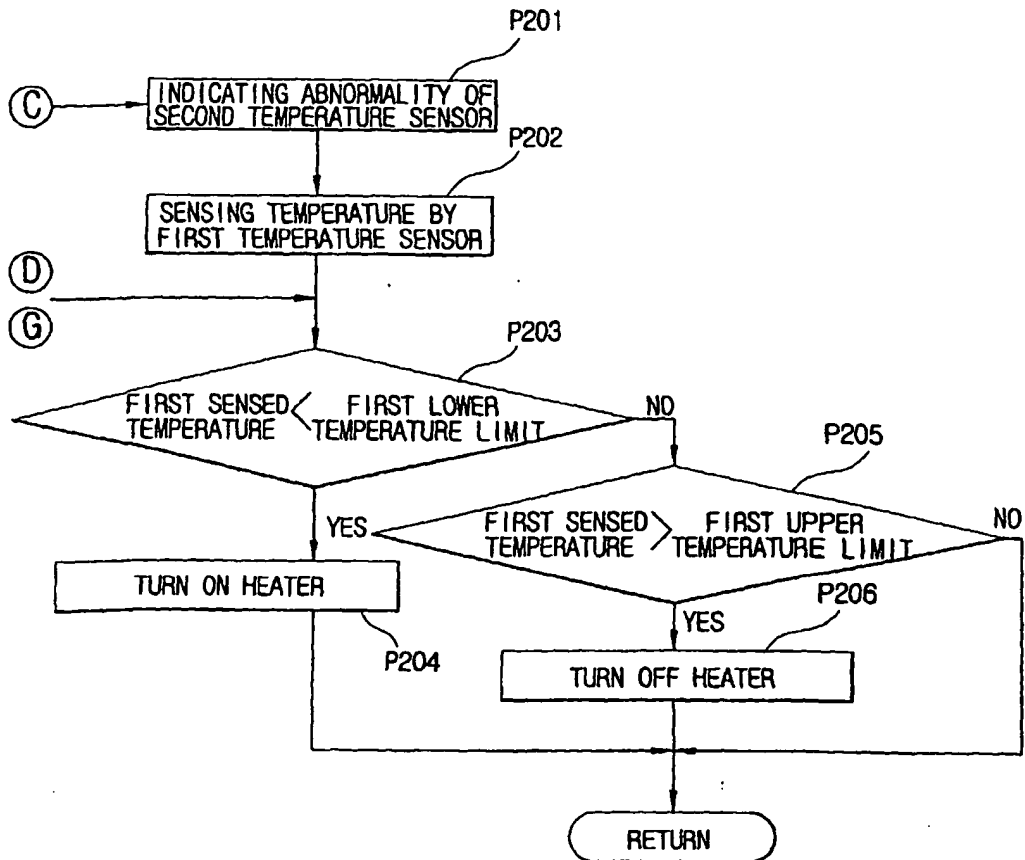 P201
C
INDICATING ABNORMALITY OF
SECOND TEMPERATURE SENSOR
P202
SENSING TEMPERATURE BY
FIRST TEMPERATURE SENSOR
D
G
P203
FIRST SENSED < FIRST LOWER
TEMPERATURE TEMPERATURE LIMIT
NO
P205
YES
FIRST SENSED > FIRST UPPER
TEMPERATURE TEMPERATURE LIMIT
NO
TURN ON HEATER
P204
YES
P206
TURN OFF HEATER
RETURN